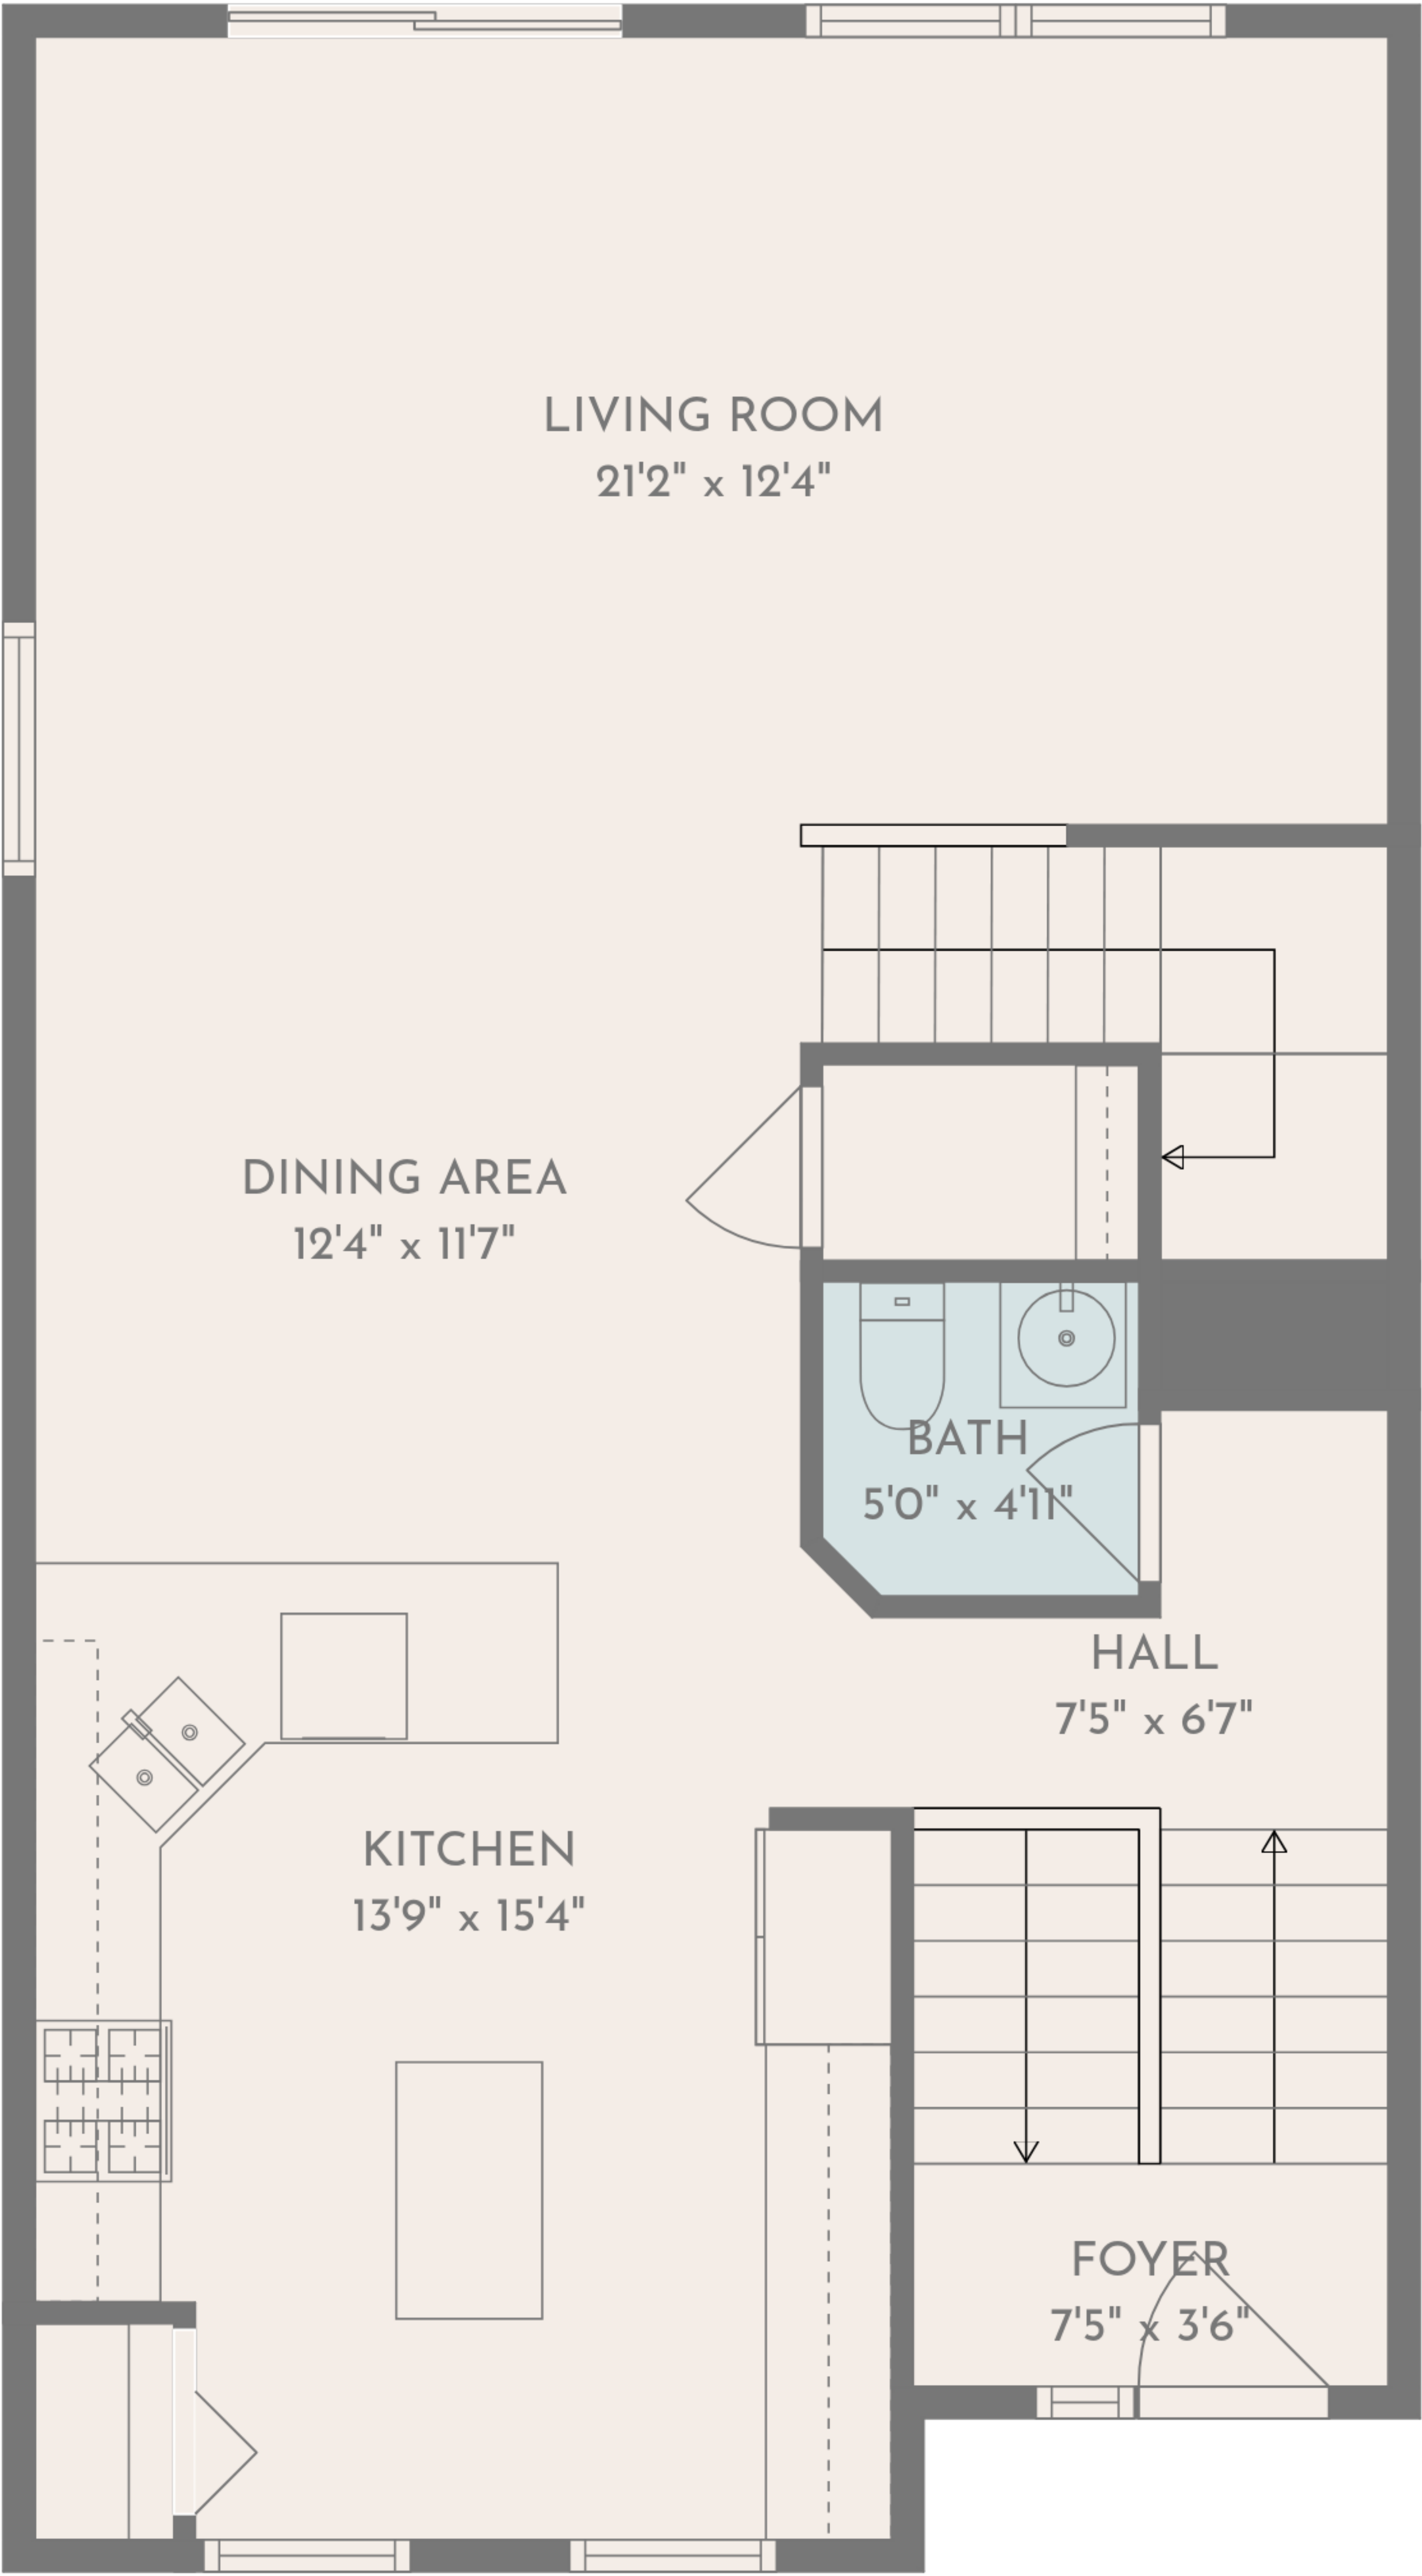 LIVING ROOM
21'2" x 12'4"
DINING AREA
12'4" x 11'7"
BATH
5'0" x 4'11"
HALL
7'5" x 6'7"
KITCHEN
13'9" x 15'4"
FOYER
7'5" x 3'6"